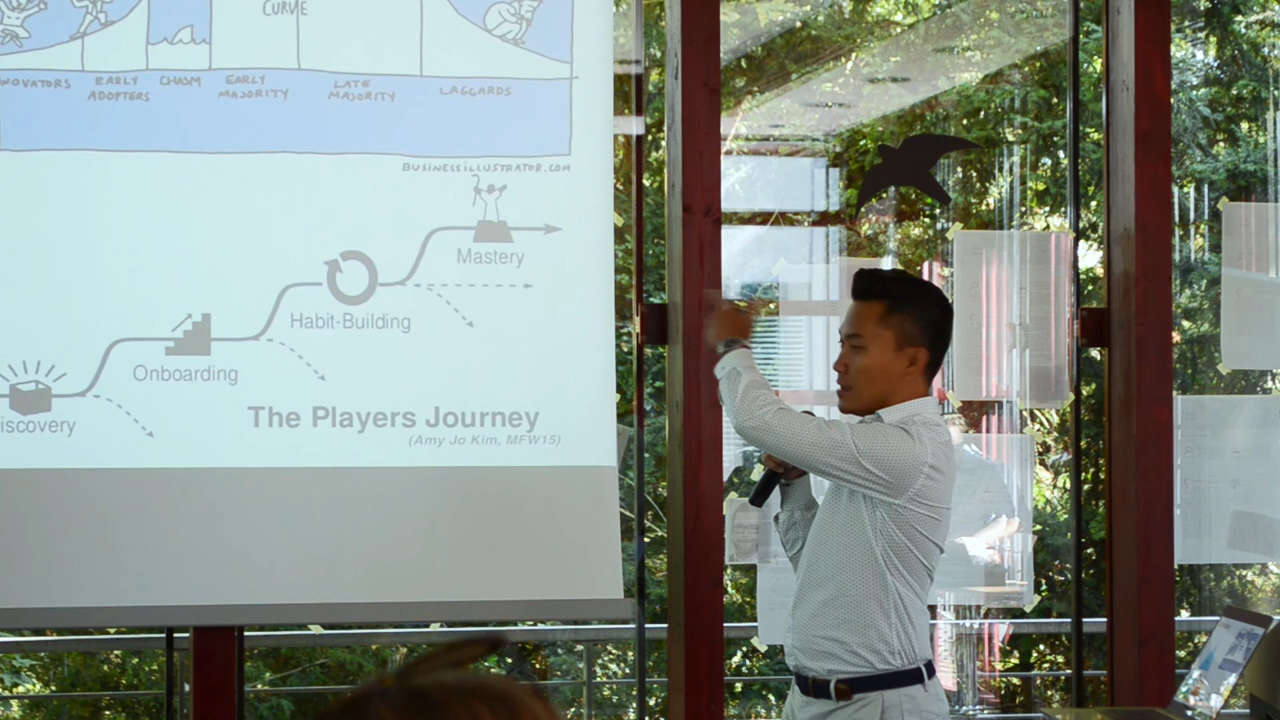 CURVE
NOVATORS
EARLY
ADOPTERS
CHASM
EARLY
MAJORITY
LATE
MAJORITY
LAGGARDS
BUSINESSILLUSTRATOR.COM
Mastery
Habit-Building
Onboarding
iscovery
The Players Journey
(Amy Jo Kim, MFW15)